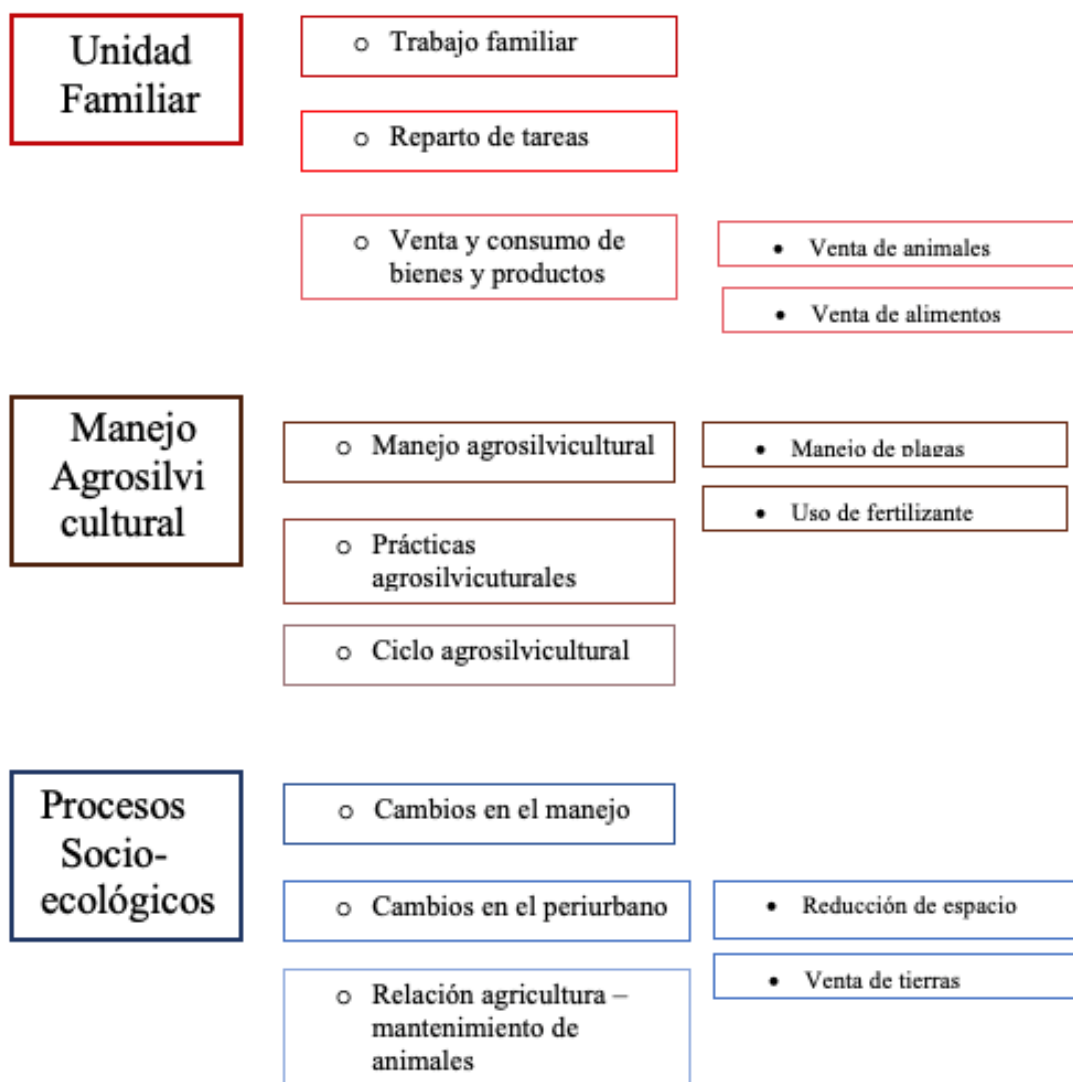 Unidad
Familiar
o Trabajo familiar
o Reparto de tareas
o Venta y consumo de
bienes y productos
• Venta de animales
• Venta de alimentos
Manejo
Agrosilvi
cultural
o Manejo agrosilvicultural
• Manejo de plagas
• Uso de fertilizante
o Prácticas
agrosilvicuturales
o Ciclo agrosilvicultural
Procesos
Socio-
ecológicos
o Cambios en el manejo
o Cambios en el periurbano
• Reducción de espacio
• Venta de tierras
o Relación agricultura –
mantenimiento de
animales